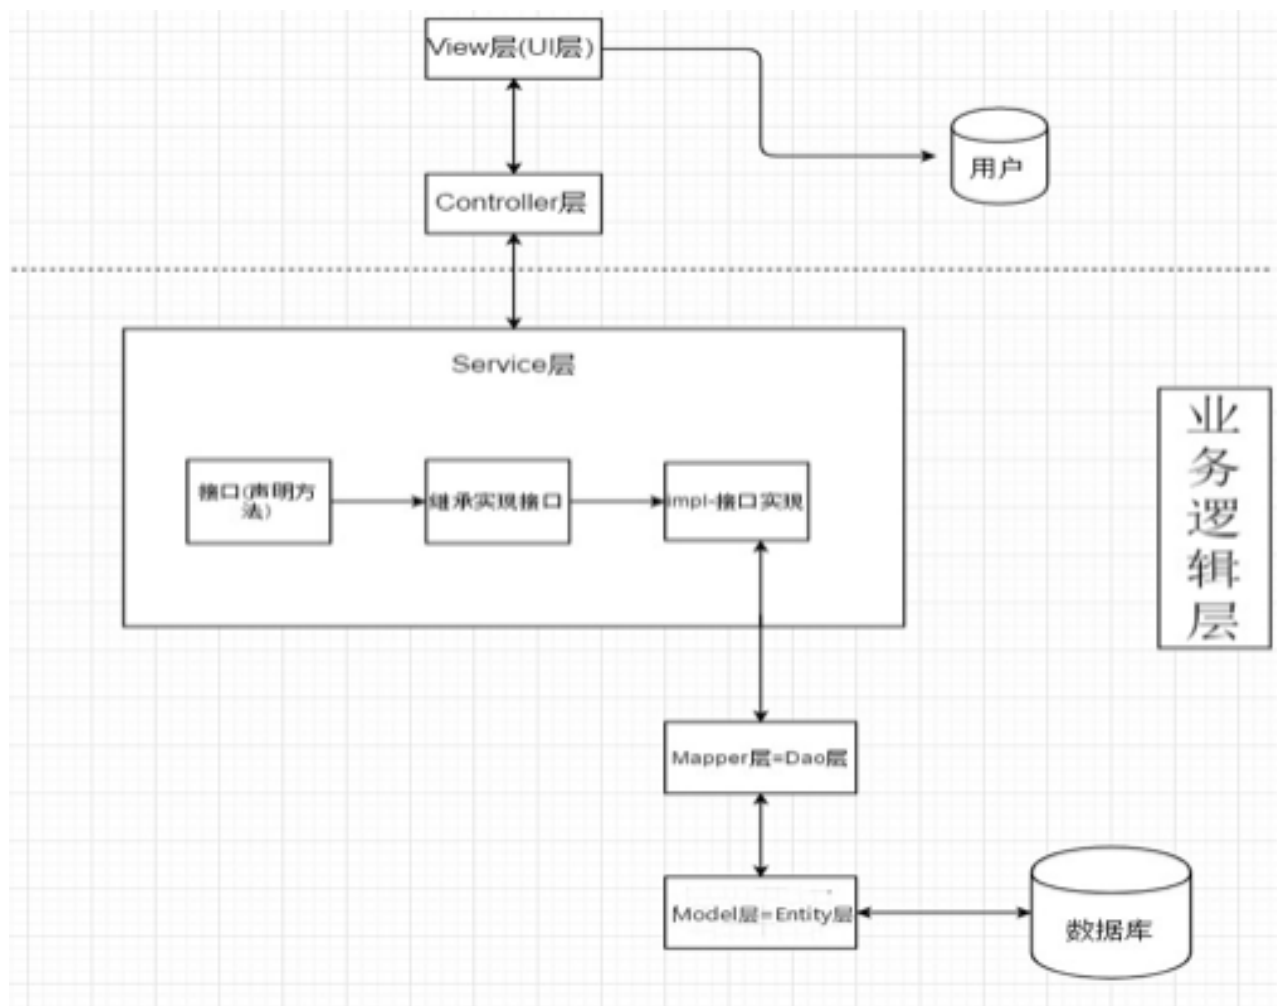 View层(UI层)
用户
Controller层
Service层
接口(声明方
法)
继承实现接口
impl-接口实现
业
务
逻
辑
层
Mapper层=Dao层
Model层=Entity层
数据库